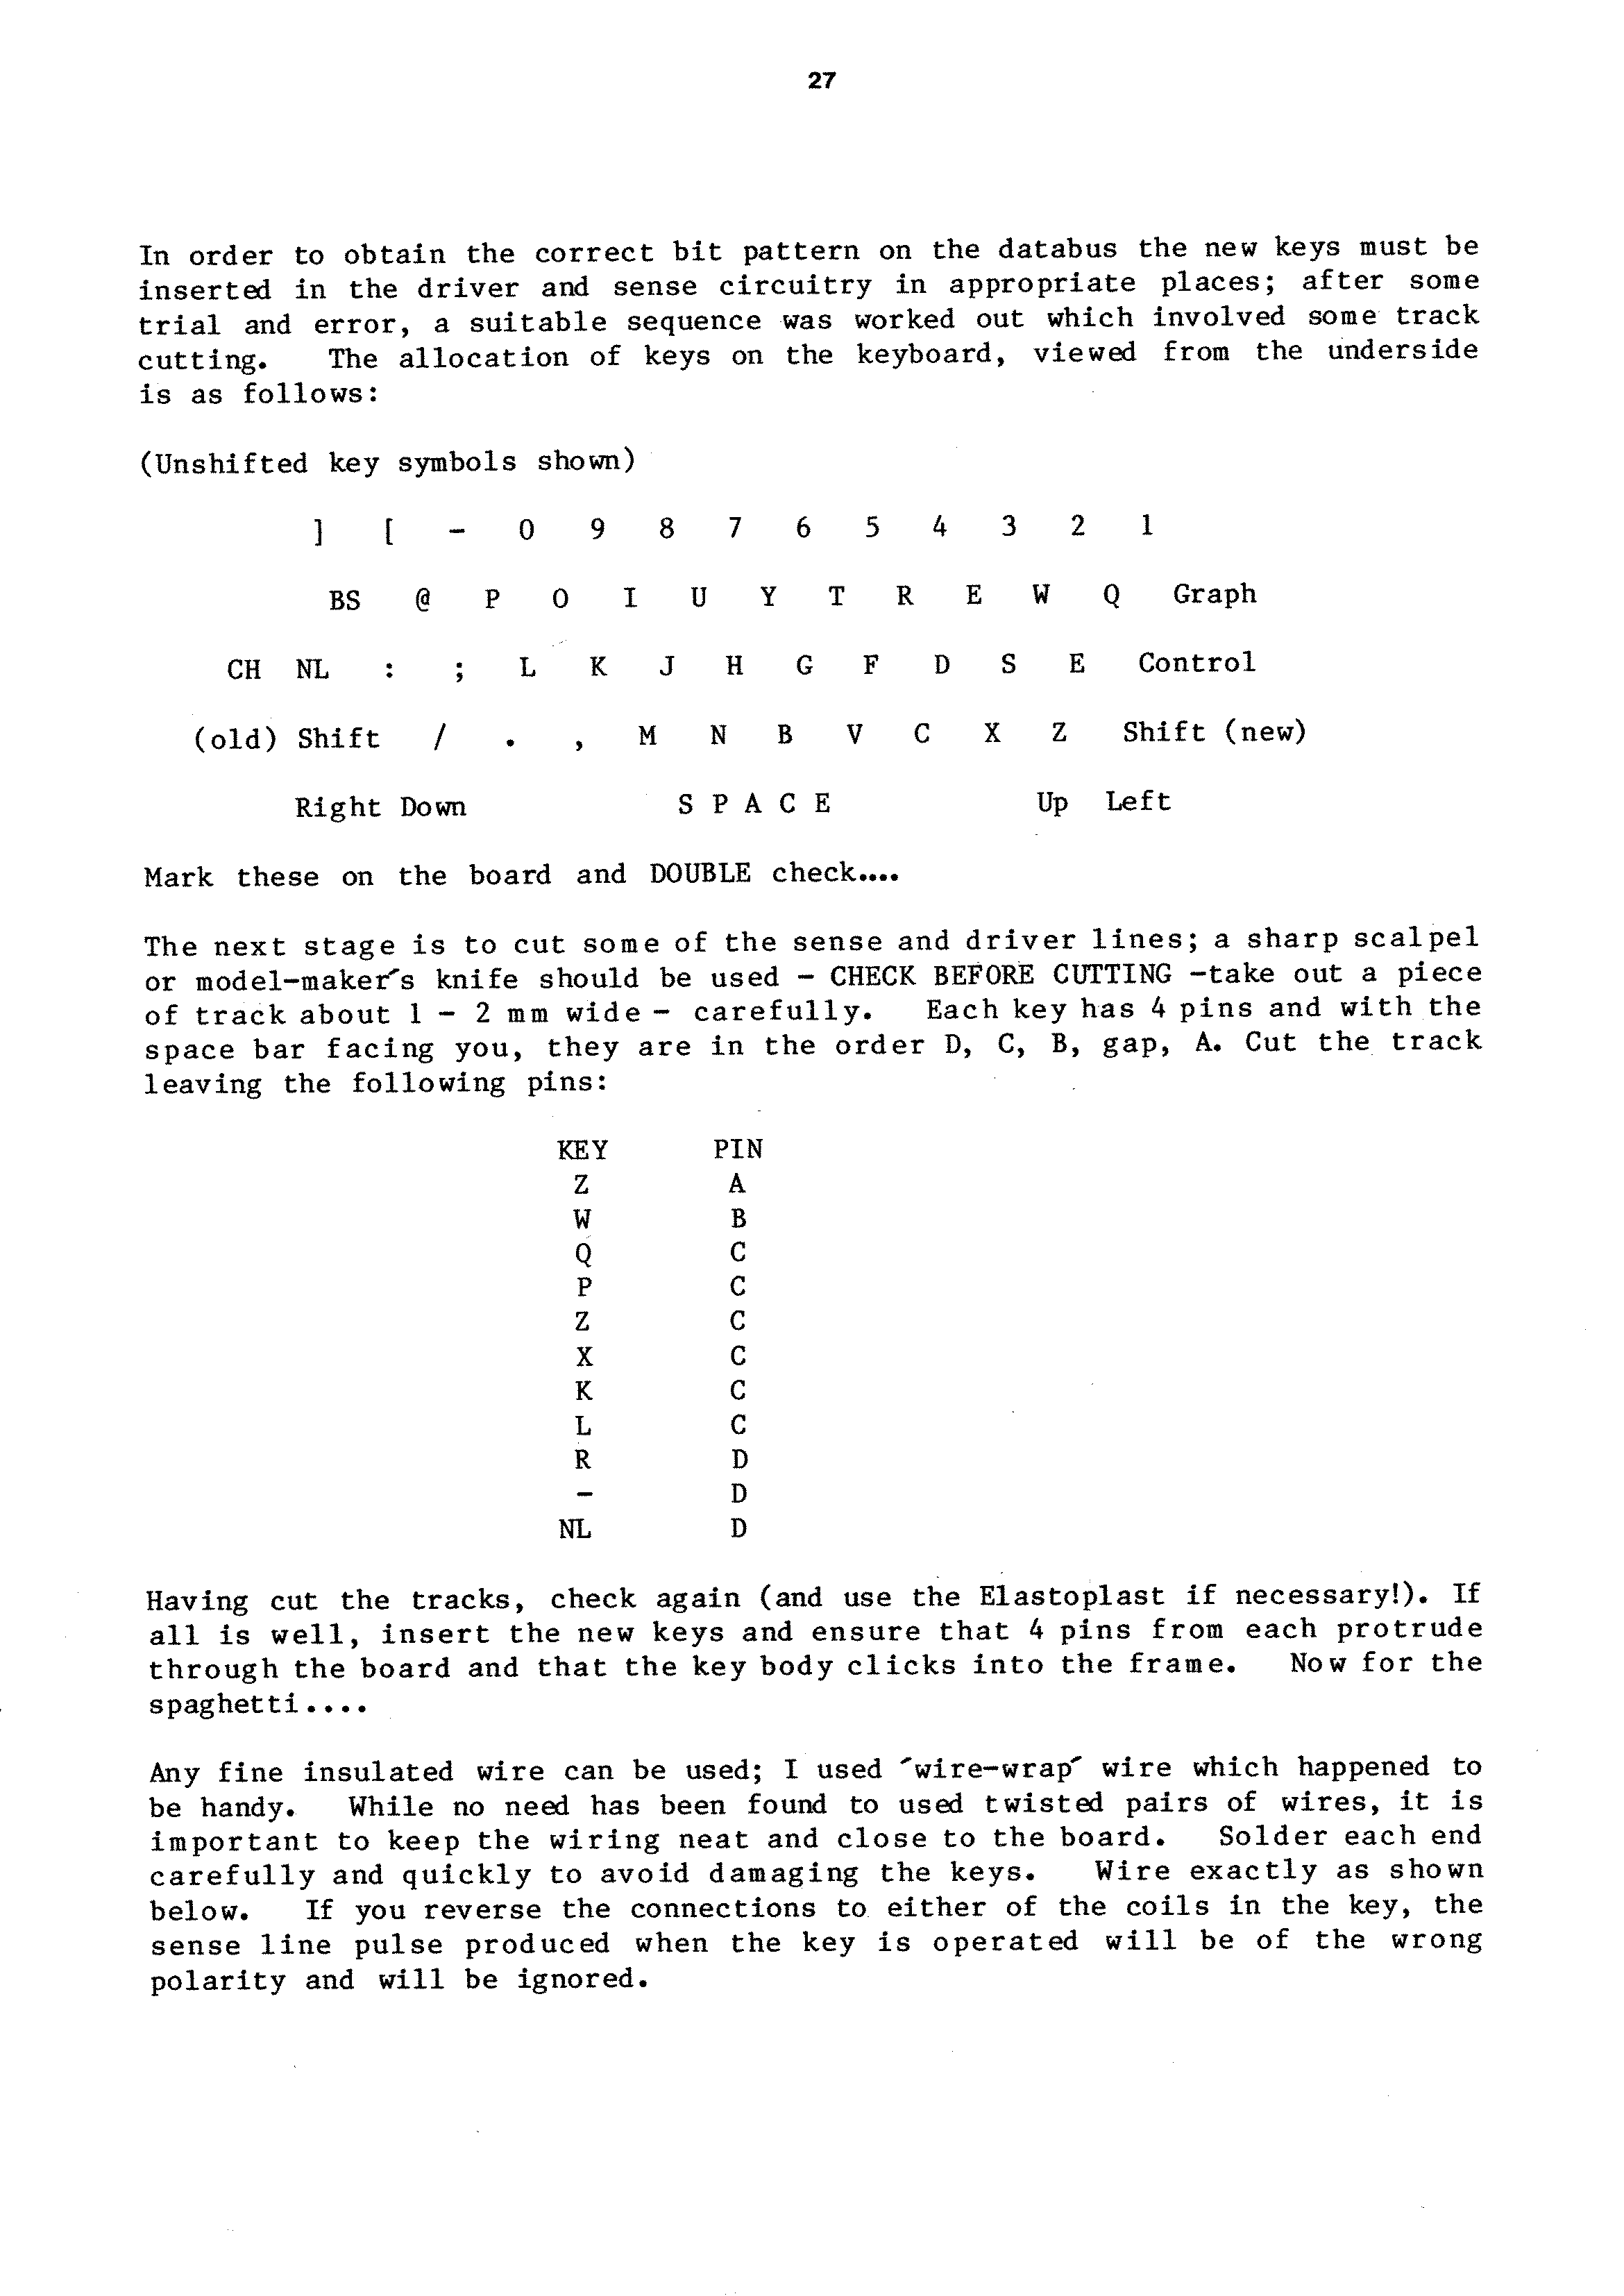 27
In order to obtain the correct bit pattern on the databus the new keys must be
inserted in the driver and sense circuitry in appropriate places; after some
trial and error, a suitable sequence was worked out which involved some track
cutting. The allocation of keys on the keyboard, viewed from the underside
is as follows:
(Unshifted key symbols shown)
] [ - 0 9 8 7 6 5 4 3 2 1
BS @ P O I U Y T R E W Q Graph
CH NL : ; L K J H G F D S E Control
(old) Shift / . , M N B V C X Z Shift (new)
Right Down S P A C E Up Left
Mark these on the board and DOUBLE check....
The next stage is to cut some of the sense and driver lines; a sharp scalpel
or model-maker's knife should be used - CHECK BEFORE CUTTING -take out a piece
of track about 1 - 2 mm wide - carefully. Each key has 4 pins and with the
space bar facing you, they are in the order D, C, B, gap, A. Cut the track
leaving the following pins:
KEY PIN
Z A
W B
Q C
P C
Z C
X C
K C
L C
R D
- D
NL D
Having cut the tracks, check again (and use the Elastoplast if necessary!). If
all is well, insert the new keys and ensure that 4 pins from each protrude
through the board and that the key body clicks into the frame. Now for the
spaghetti....
Any fine insulated wire can be used; I used 'wire-wrap' wire which happened to
be handy. While no need has been found to used twisted pairs of wires, it is
important to keep the wiring neat and close to the board. Solder each end
carefully and quickly to avoid damaging the keys. Wire exactly as shown
below. If you reverse the connections to either of the coils in the key, the
sense line pulse produced when the key is operated will be of the wrong
polarity and will be ignored.